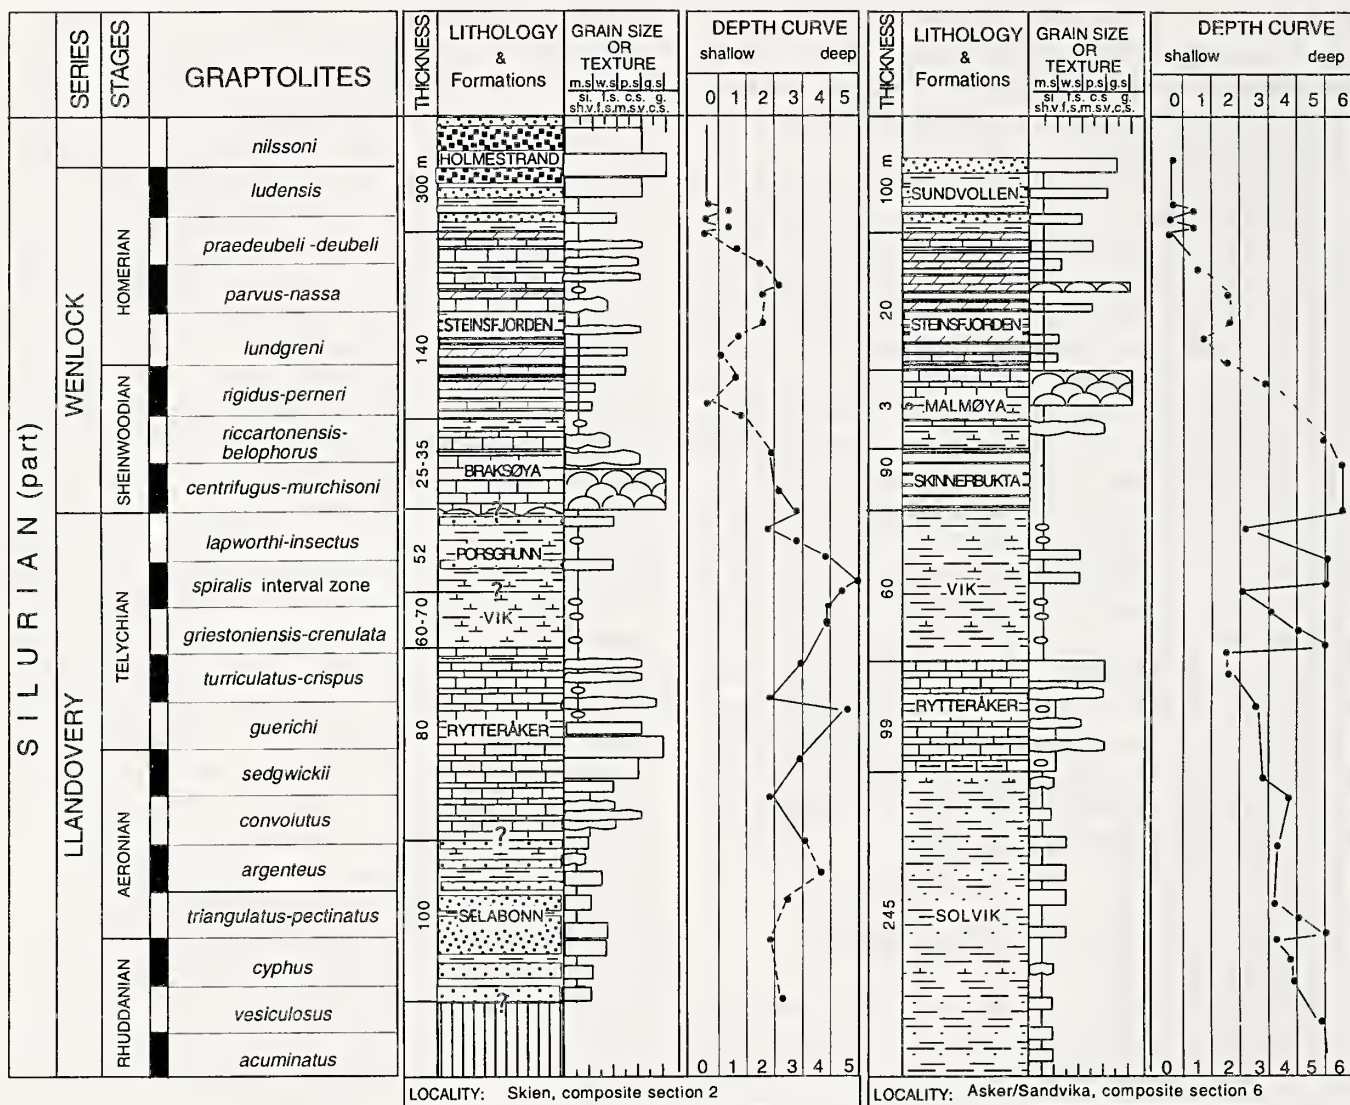 SILURIAN (part)
SERIES
WENLOCK
LLANDOVERY
STAGES
HOMERIAN
SHEINWOODIAN
TELYCHIAN
AERONIAN
RHUDDANIAN
GRAPTOLITES
nilssoni
ludensis
praedeubeli -deubeli
parvus-nassa
lundgreni
rigidus-perneri
riccartonensis-
belophorus
centrifugus-murchisoni
lapworthi-insectus
spiralis interval zone
griestoniensis-crenulata
turriculatus-crispus
guerichi
sedgwickii
convolutus
argenteus
triangulatus-pectinatus
cyphus
vesiculosus
acuminatus
THICKNESS
300 m
140
25-35
52
60-70
80
100
LITHOLOGY
&
Formations
HOLMESTRAND
STEINSFJORDEN
BRAKSØYA
?
PORSGRUNN
?
VIK
RYTTERÅKER
?
SÆLABONN
?
GRAIN SIZE
OR
TEXTURE
m.s w.s p.s g.s
si. f.s. c.s. g.
sh.v.f.s.m.s.v.c.s.
DEPTH CURVE
shallow deep
0 1 2 3 4 5
0 1 2 3 4 5
LOCALITY: Skien, composite section 2
THICKNESS
100 m
20
3
90
60
99
245
LITHOLOGY
&
Formations
SUNDVOLLEN
STEINSFJORDEN
MALMØYA
SKINNERBUKTA
VIK
RYTTERÅKER
SOLVIK
GRAIN SIZE
OR
TEXTURE
m.s w.s p.s g.s
si f.s. c.s g.
sh.v.f.s.m.s.v.c.s.
DEPTH CURVE
shallow deep
0 1 2 3 4 5 6
0 1 2 3 4 5 6
LOCALITY: Asker/Sandvika, composite section 6